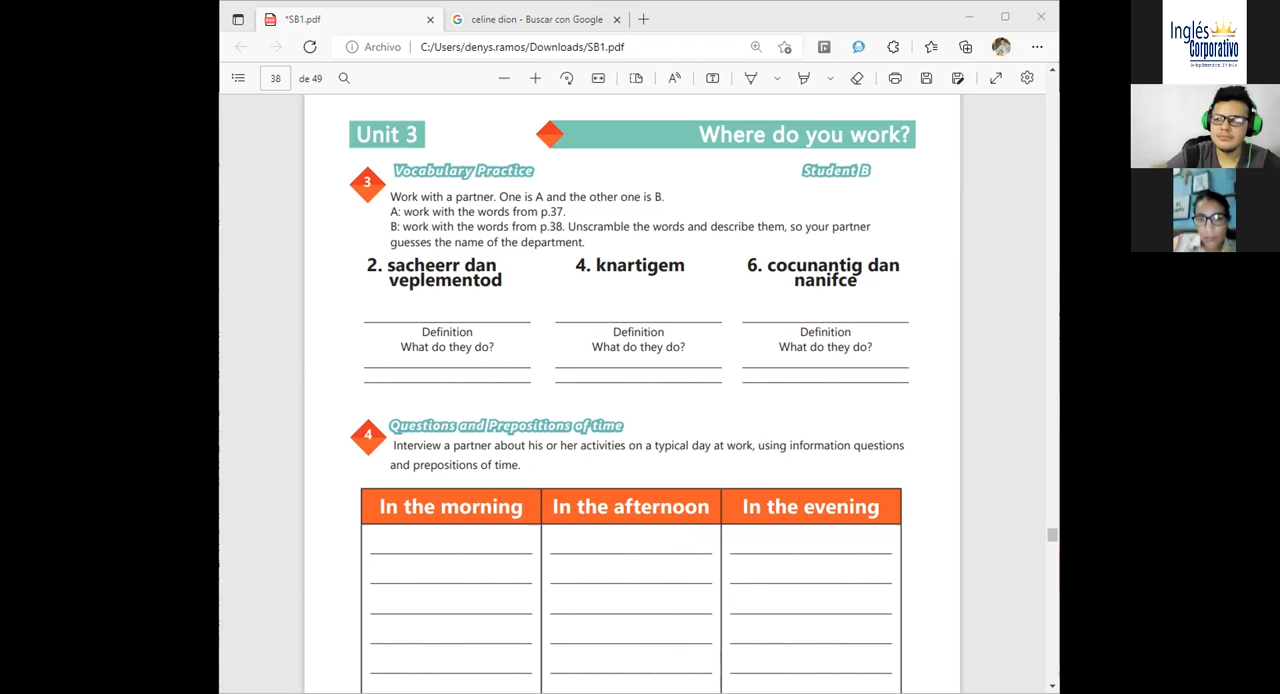 *SB1.pdf
celine dion - Buscar con Google
Archivo
C:/Users/denys.ramos/Downloads/SB1.pdf
38
de 49
Unit 3
Where do you work?
3
Vocabulary Practice
Student B
Work with a partner. One is A and the other one is B.
A: work with the words from p.37.
B: work with the words from p.38. Unscramble the words and describe them, so your partner
guesses the name of the department.
2. sacheerr dan
veplementod
4. knartigem
6. cocunantig dan
nanifce
Definition
What do they do?
Definition
What do they do?
Definition
What do they do?
4
Questions and Prepositions of time
Interview a partner about his or her activities on a typical day at work, using information questions
and prepositions of time.
In the morning
In the afternoon
In the evening
Inglés
Corporativo